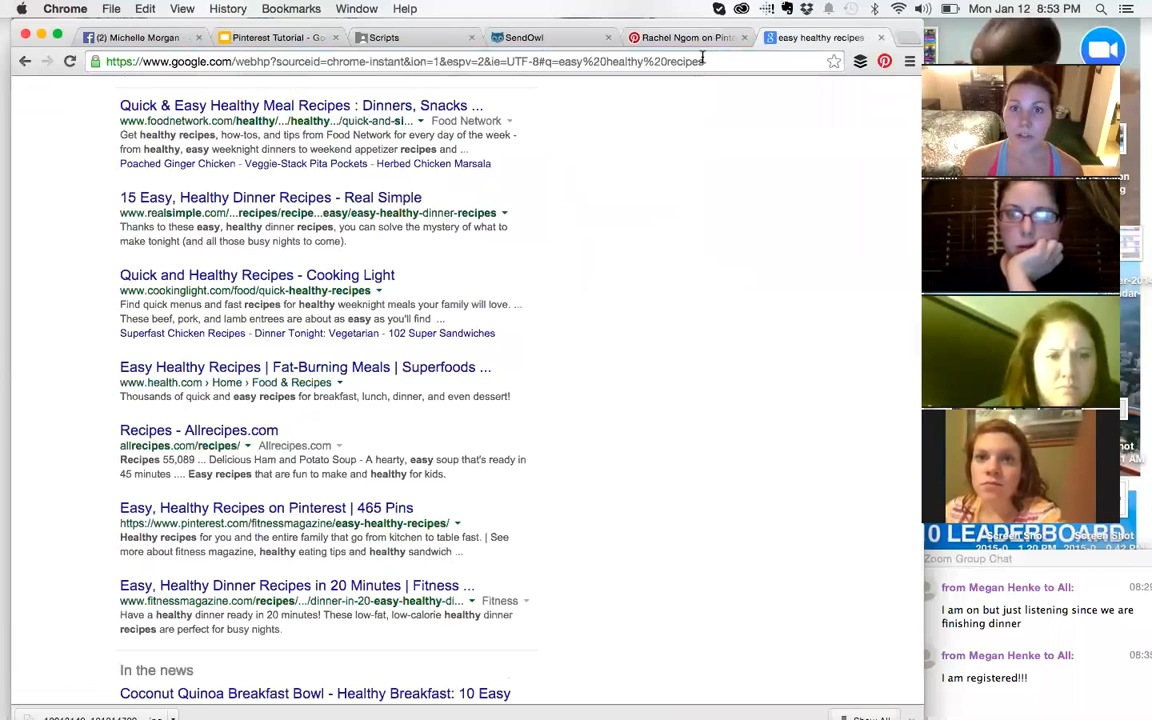 Chrome File Edit View History Bookmarks Window Help Mon Jan 12 8:53 PM
(2) Michelle Morgan Pinterest Tutorial - Go Scripts SendOwl Rachel Ngom on Pinte easy healthy recipes
https://www.google.com/webhp?sourceid=chrome-instant&ion=1&espv=2&ie=UTF-8#q=easy%20healthy%20recipes
Quick & Easy Healthy Meal Recipes : Dinners, Snacks ...
www.foodnetwork.com/healthy/.../healthy.../quick-and-si... Food Network
Get healthy recipes, how-tos, and tips from Food Network for every day of the week -
from healthy, easy weeknight dinners to weekend appetizer recipes and ...
Poached Ginger Chicken - Veggie-Stack Pita Pockets - Herbed Chicken Marsala
15 Easy, Healthy Dinner Recipes - Real Simple
www.realsimple.com/...recipes/recipe...easy/easy-healthy-dinner-recipes
Thanks to these easy, healthy dinner recipes, you can solve the mystery of what to
make tonight (and all those busy nights to come).
Quick and Healthy Recipes - Cooking Light
www.cookinglight.com/food/quick-healthy-recipes
Find quick menus and fast recipes for healthy weeknight meals your family will love. ...
These beef, pork, and lamb entrees are about as easy as you'll find ...
Superfast Chicken Recipes - Dinner Tonight: Vegetarian - 102 Super Sandwiches
Easy Healthy Recipes | Fat-Burning Meals | Superfoods ...
www.health.com › Home › Food & Recipes
Thousands of quick and easy recipes for breakfast, lunch, dinner, and even dessert!
Recipes - Allrecipes.com
allrecipes.com/recipes/ Allrecipes.com
Recipes 55,089 ... Delicious Ham and Potato Soup - A hearty, easy soup that's ready in
45 minutes .... Easy recipes that are fun to make and healthy for kids.
Easy, Healthy Recipes on Pinterest | 465 Pins
https://www.pinterest.com/fitnessmagazine/easy-healthy-recipes/
Healthy recipes for you and the entire family that go from kitchen to table fast. | See
more about fitness magazine, healthy eating tips and healthy sandwich ...
Easy, Healthy Dinner Recipes in 20 Minutes | Fitness ...
www.fitnessmagazine.com/recipes/.../dinner-in-20-easy-healthy-di... Fitness
Have a healthy dinner ready in 20 minutes! These low-fat, low-calorie healthy dinner
recipes are perfect for busy nights.
In the news
Coconut Quinoa Breakfast Bowl - Healthy Breakfast: 10 Easy
Show All
0 LEADERBOARD
Screen Shot Screen Shot
Zoom Group Chat
from Megan Henke to All: 08:29
I am on but just listening since we are
finishing dinner
from Megan Henke to All: 08:35
I am registered!!!